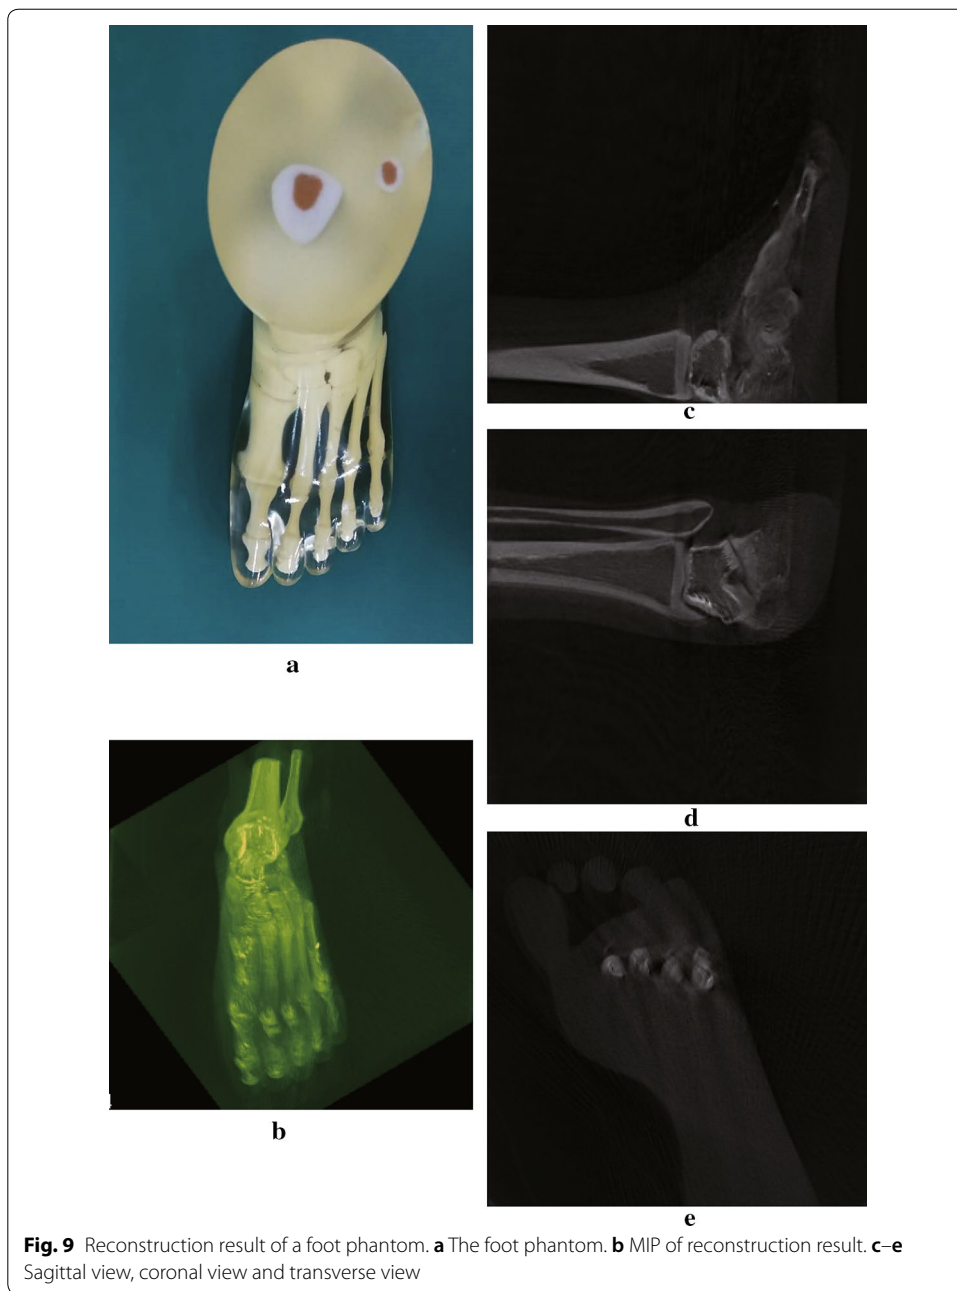 a
c
d
b
e
Fig. 9 Reconstruction result of a foot phantom. a The foot phantom. b MIP of reconstruction result. c–e
Sagittal view, coronal view and transverse view